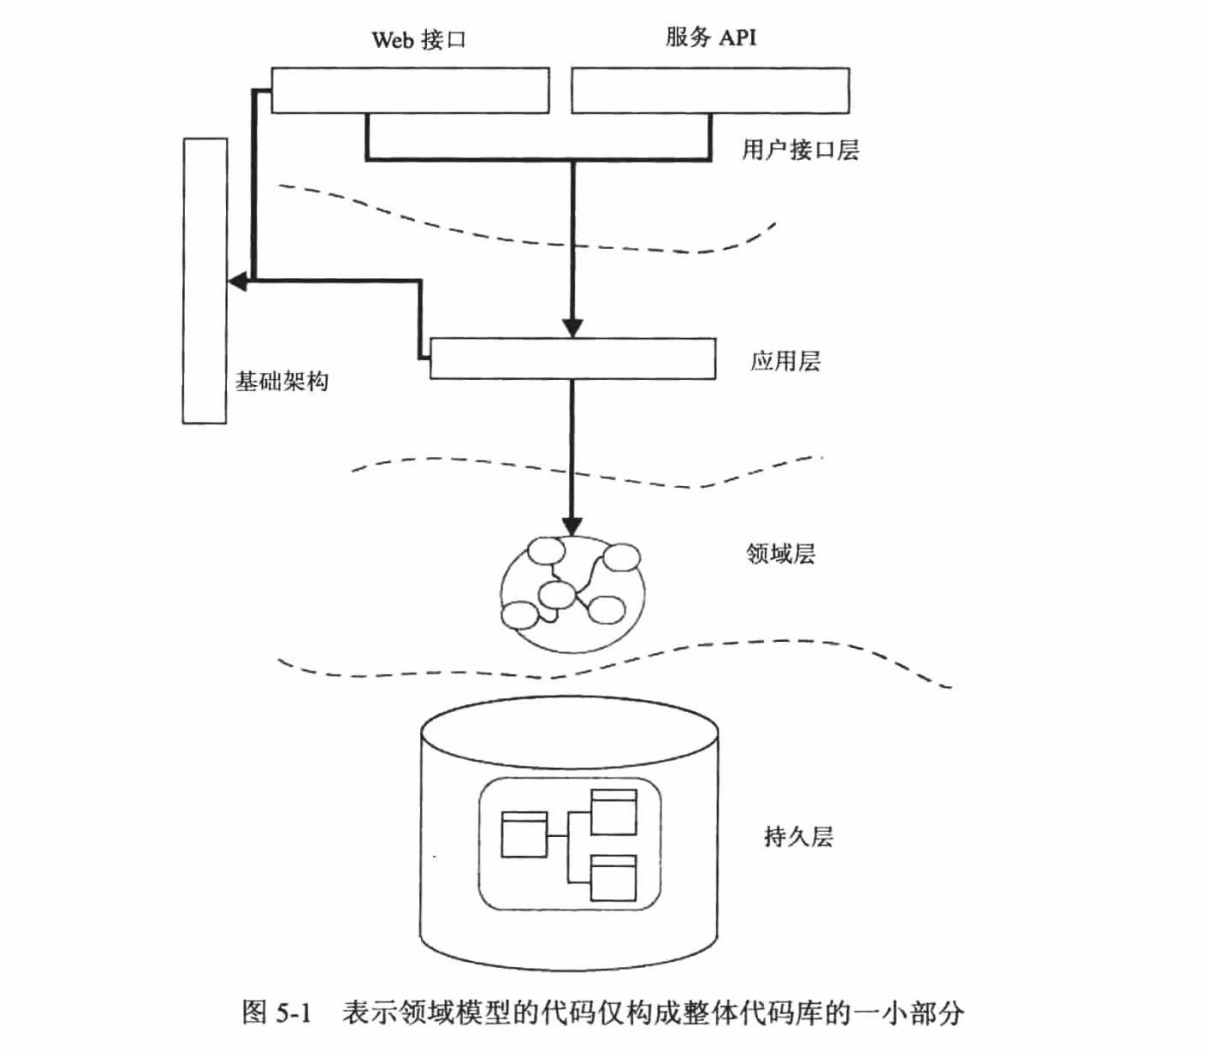 Web 接口
服务 API
用户接口层
应用层
基础架构
领域层
持久层
图 5-1 表示领域模型的代码仅构成整体代码库的一小部分